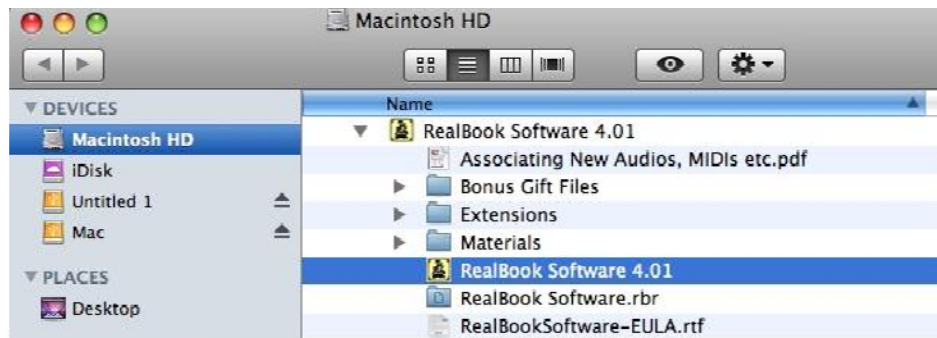 Macintosh HD
DEVICES
Macintosh HD
iDisk
Untitled 1
Mac
PLACES
Desktop
Name
RealBook Software 4.01
Associating New Audios, MIDIs etc.pdf
Bonus Gift Files
Extensions
Materials
RealBook Software 4.01
RealBook Software.rbr
RealBookSoftware-EULA.rtf